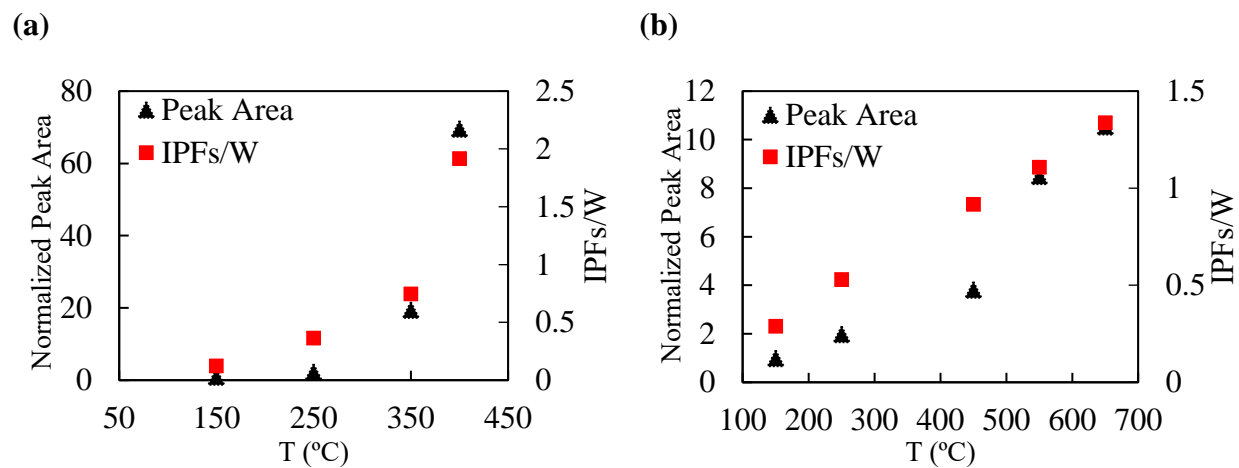 (a)
Normalized Peak Area
80
60
40
20
0
Peak Area
IPFs/W
2.5
2
1.5
1
0.5
0
IPFs/W
50
150
250
350
450
T (ºC)
(b)
Normalized Peak Area
12
10
8
6
4
2
0
Peak Area
IPFs/W
1.5
1
0.5
0
IPFs/W
100
200
300
400
500
600
700
T (ºC)